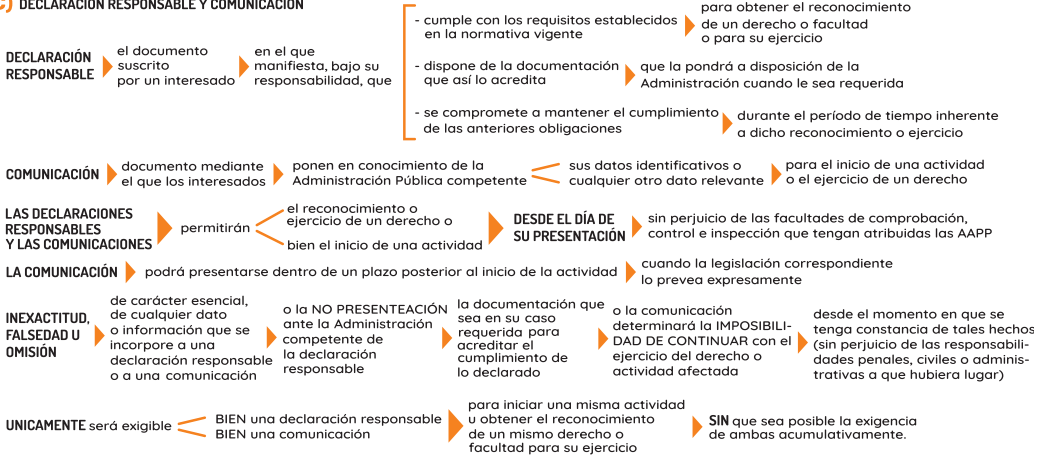 c) DECLARACIÓN RESPONSABLE Y COMUNICACIÓN
DECLARACIÓN
RESPONSABLE
el documento
suscrito
por un interesado
en el que
manifiesta, bajo su
responsabilidad, que
- cumple con los requisitos establecidos
en la normativa vigente
para obtener el reconocimiento
de un derecho o facultad
o para su ejercicio
- dispone de la documentación
que así lo acredita
que la pondrá a disposición de la
Administración cuando le sea requerida
- se compromete a mantener el cumplimiento
de las anteriores obligaciones
durante el período de tiempo inherente
a dicho reconocimiento o ejercicio
COMUNICACIÓN
documento mediante
el que los interesados
ponen en conocimiento de la
Administración Pública competente
sus datos identificativos o
cualquier otro dato relevante
para el inicio de una actividad
o el ejercicio de un derecho
LAS DECLARACIONES
RESPONSABLES
Y LAS COMUNICACIONES
permitirán
el reconocimiento o
ejercicio de un derecho o
bien el inicio de una actividad
DESDE EL DÍA DE
SU PRESENTACIÓN
sin perjuicio de las facultades de comprobación,
control e inspección que tengan atribuidas las AAPP
LA COMUNICACIÓN
podrá presentarse dentro de un plazo posterior al inicio de la actividad
cuando la legislación correspondiente
lo prevea expresamente
INEXACTITUD,
FALSEDAD U
OMISIÓN
de carácter esencial,
de cualquier dato
o información que se
incorpore a una
declaración responsable
o a una comunicación
o la NO PRESENTEACIÓN
ante la Administración
competente de
la declaración
responsable
la documentación que
sea en su caso
requerida para
acreditar el
cumplimiento de
lo declarado
o la comunicación
determinará la IMPOSIBILI-
DAD DE CONTINUAR con el
ejercicio del derecho o
actividad afectada
desde el momento en que se
tenga constancia de tales hechos
(sin perjuicio de las responsabili-
dades penales, civiles o adminis-
trativas a que hubiera lugar)
UNICAMENTE será exigible
BIEN una declaración responsable
BIEN una comunicación
para iniciar una misma actividad
u obtener el reconocimiento
de un mismo derecho o
facultad para su ejercicio
SIN que sea posible la exigencia
de ambas acumulativamente.